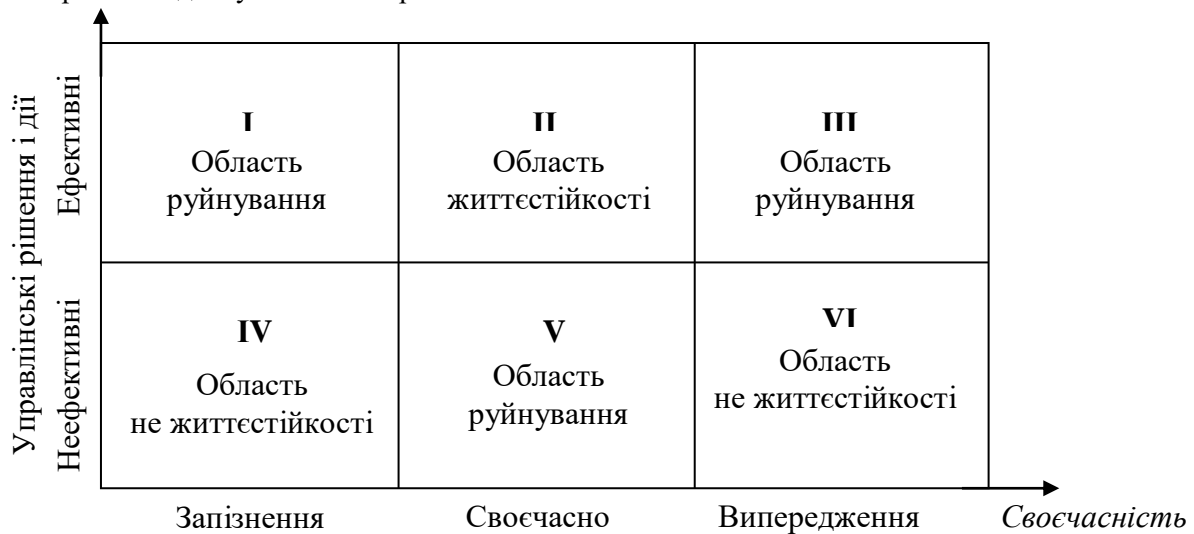 Управлінські рішення і дії
Ефективні
Неефективні
I
Область
руйнування
II
Область
життєстійкості
III
Область
руйнування
IV
Область
не життєстійкості
V
Область
руйнування
VI
Область
не життєстійкості
Запізнення
Своєчасно
Випередження
Своєчасність